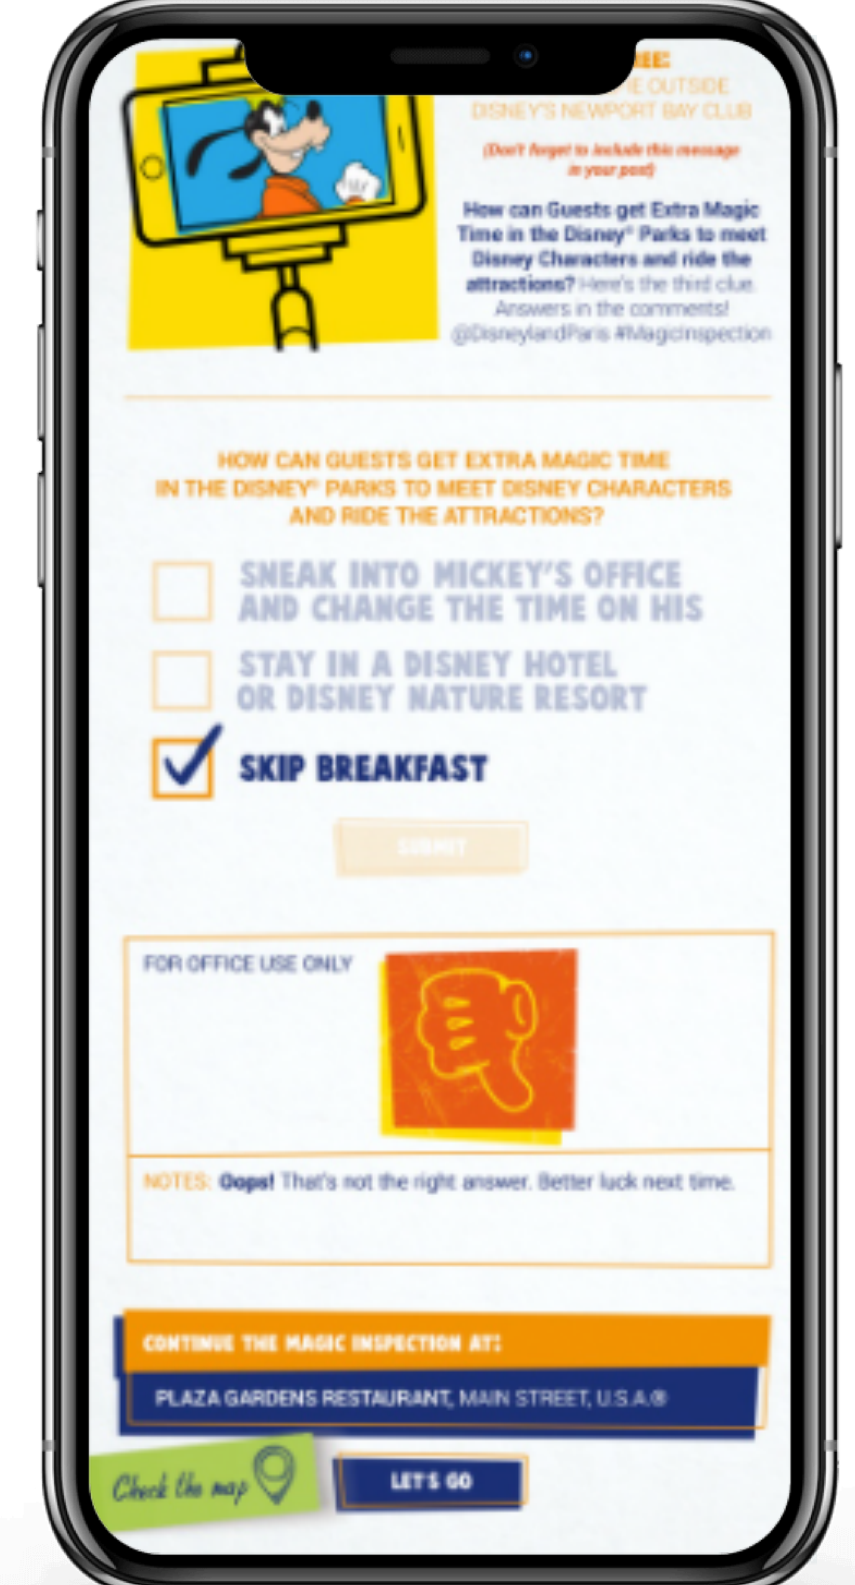 E OUTSIDE
DISNEY'S NEWPORT BAY CLUB
(Don't forget to include this message
in your post)
How can Guests get Extra Magic
Time in the Disney® Parks to meet
Disney Characters and ride the
attractions? Here's the third clue.
Answers in the comments!
@DisneylandParis #MagicInspection
HOW CAN GUESTS GET EXTRA MAGIC TIME
IN THE DISNEY® PARKS TO MEET DISNEY CHARACTERS
AND RIDE THE ATTRACTIONS?
SNEAK INTO MICKEY'S OFFICE
AND CHANGE THE TIME ON HIS
STAY IN A DISNEY HOTEL
OR DISNEY NATURE RESORT
SKIP BREAKFAST
SUBMIT
FOR OFFICE USE ONLY
NOTES: Oops! That's not the right answer. Better luck next time.
CONTINUE THE MAGIC INSPECTION AT:
PLAZA GARDENS RESTAURANT, MAIN STREET, U.S.A.®
Check the map
LET'S GO